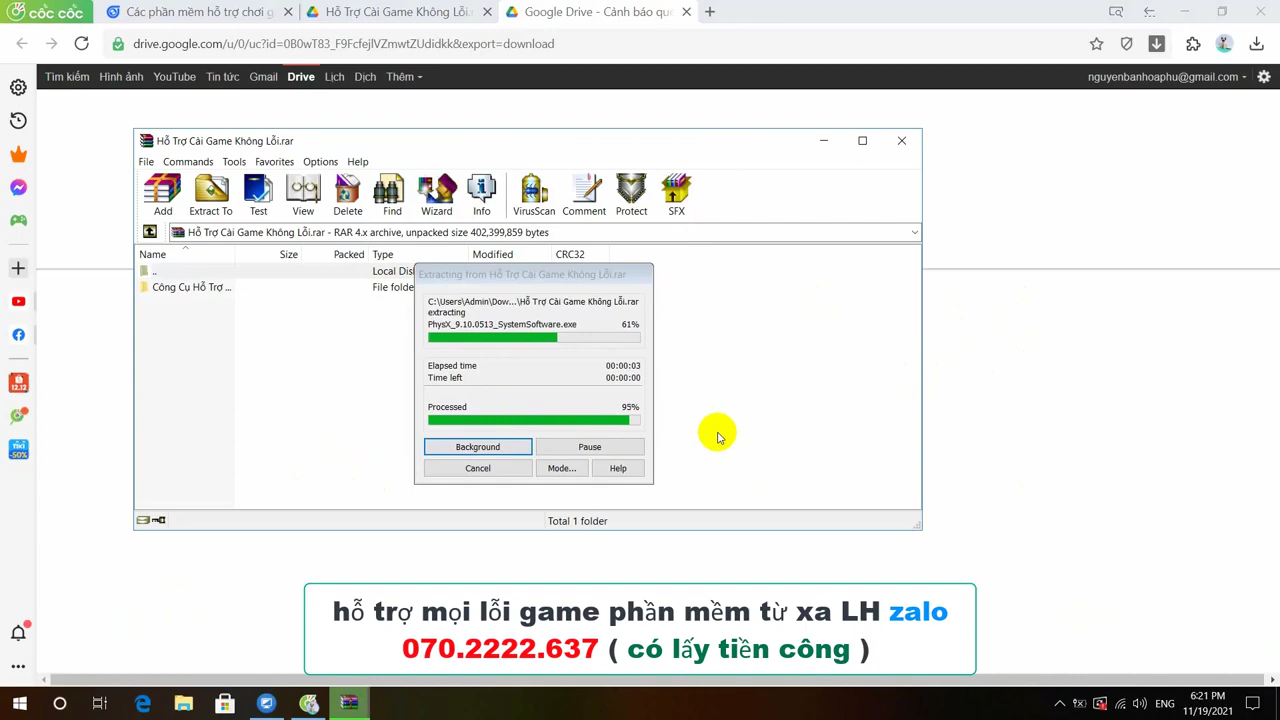 cốc cốc
Các phần mềm hỗ trợ chơi g
Hỗ Trợ Cài Game Không Lỗi.r
Google Drive - Cảnh báo qu
drive.google.com/u/0/uc?id=0B0wT83_F9FcfejlVZmwtZUdidkk&export=download
Tìm kiếm Hình ảnh YouTube Tin tức Gmail Drive Lịch Dịch Thêm
nguyenbanhoaphu@gmail.com
Hỗ Trợ Cài Game Không Lỗi.rar
File Commands Tools Favorites Options Help
Add Extract To Test View Delete Find Wizard Info VirusScan Comment Protect SFX
Hỗ Trợ Cài Game Không Lỗi.rar - RAR 4.x archive, unpacked size 402,399,859 bytes
Name Size Packed Type Modified CRC32
.. Local Dis
Công Cụ Hỗ Trợ ... File folde
Extracting from Hỗ Trợ Cài Game Không Lỗi.rar
C:\Users\Admin\Dow...\Hỗ Trợ Cài Game Không Lỗi.rar
extracting
PhysX_9.10.0513_SystemSoftware.exe 61%
Elapsed time 00:00:03
Time left 00:00:00
Processed 95%
Background Pause
Cancel Mode... Help
Total 1 folder
12.12
tiki
-50%
hỗ trợ mọi lỗi game phần mềm từ xa LH zalo
070.2222.637 ( có lấy tiền công )
ENG
6:21 PM
11/19/2021